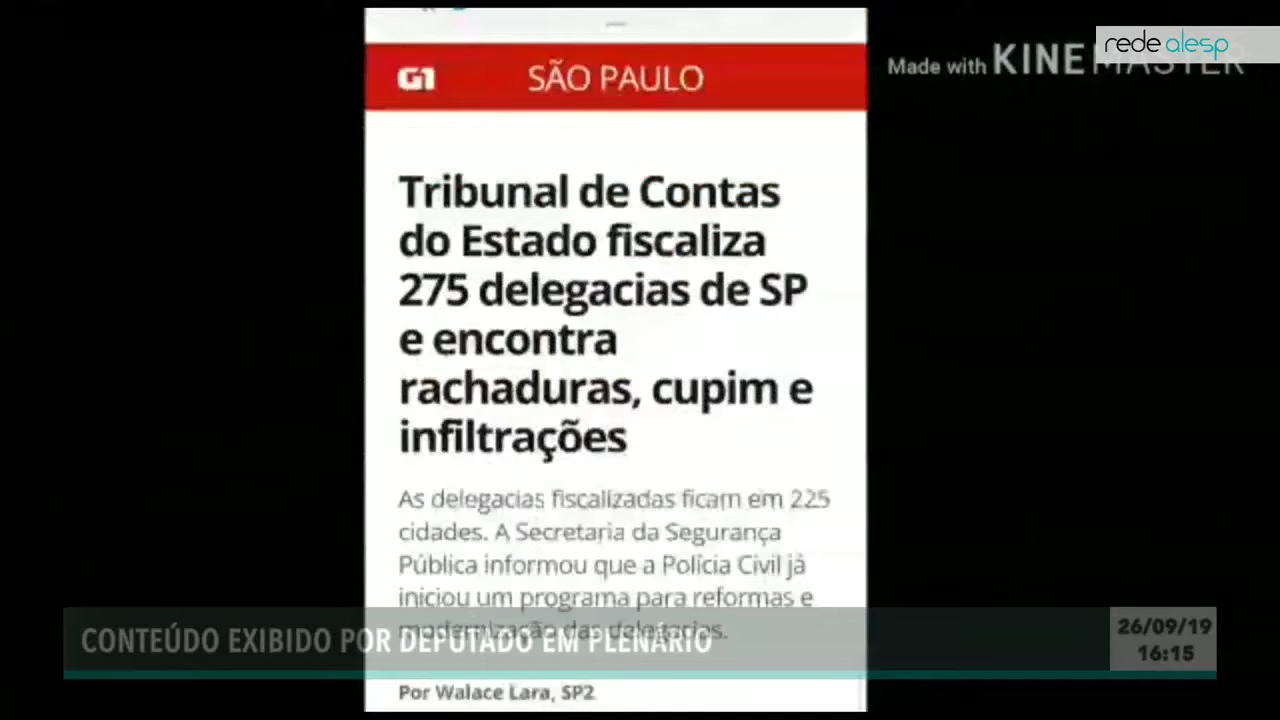 rede alesp
Made with KINEMASTER
G1 SÃO PAULO
Tribunal de Contas
do Estado fiscaliza
275 delegacias de SP
e encontra
rachaduras, cupim e
infiltrações
As delegacias fiscalizadas ficam em 225
cidades. A Secretaria da Segurança
Pública informou que a Polícia Civil já
iniciou um programa para reformas e
modernização das delegacias.
CONTEÚDO EXIBIDO POR DEPUTADO EM PLENÁRIO
26/09/19
16:15
Por Walace Lara, SP2